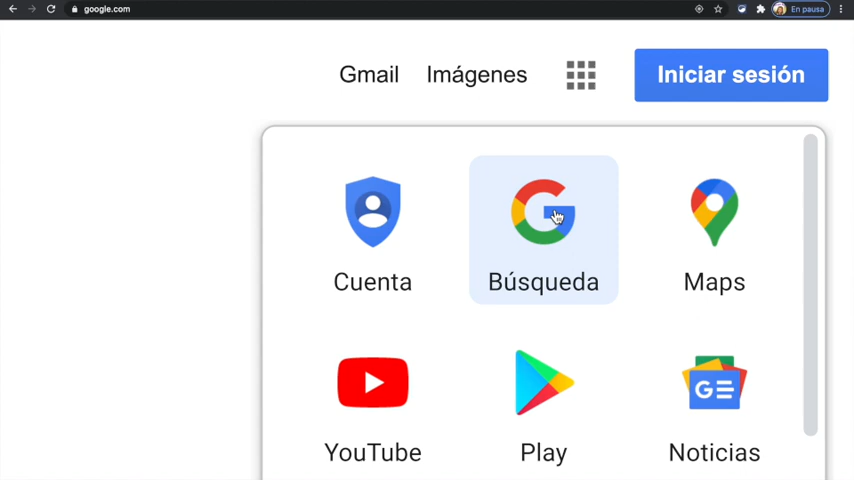 google.com
En pausa
Gmail Imágenes Iniciar sesión
Cuenta Búsqueda Maps
YouTube Play Noticias